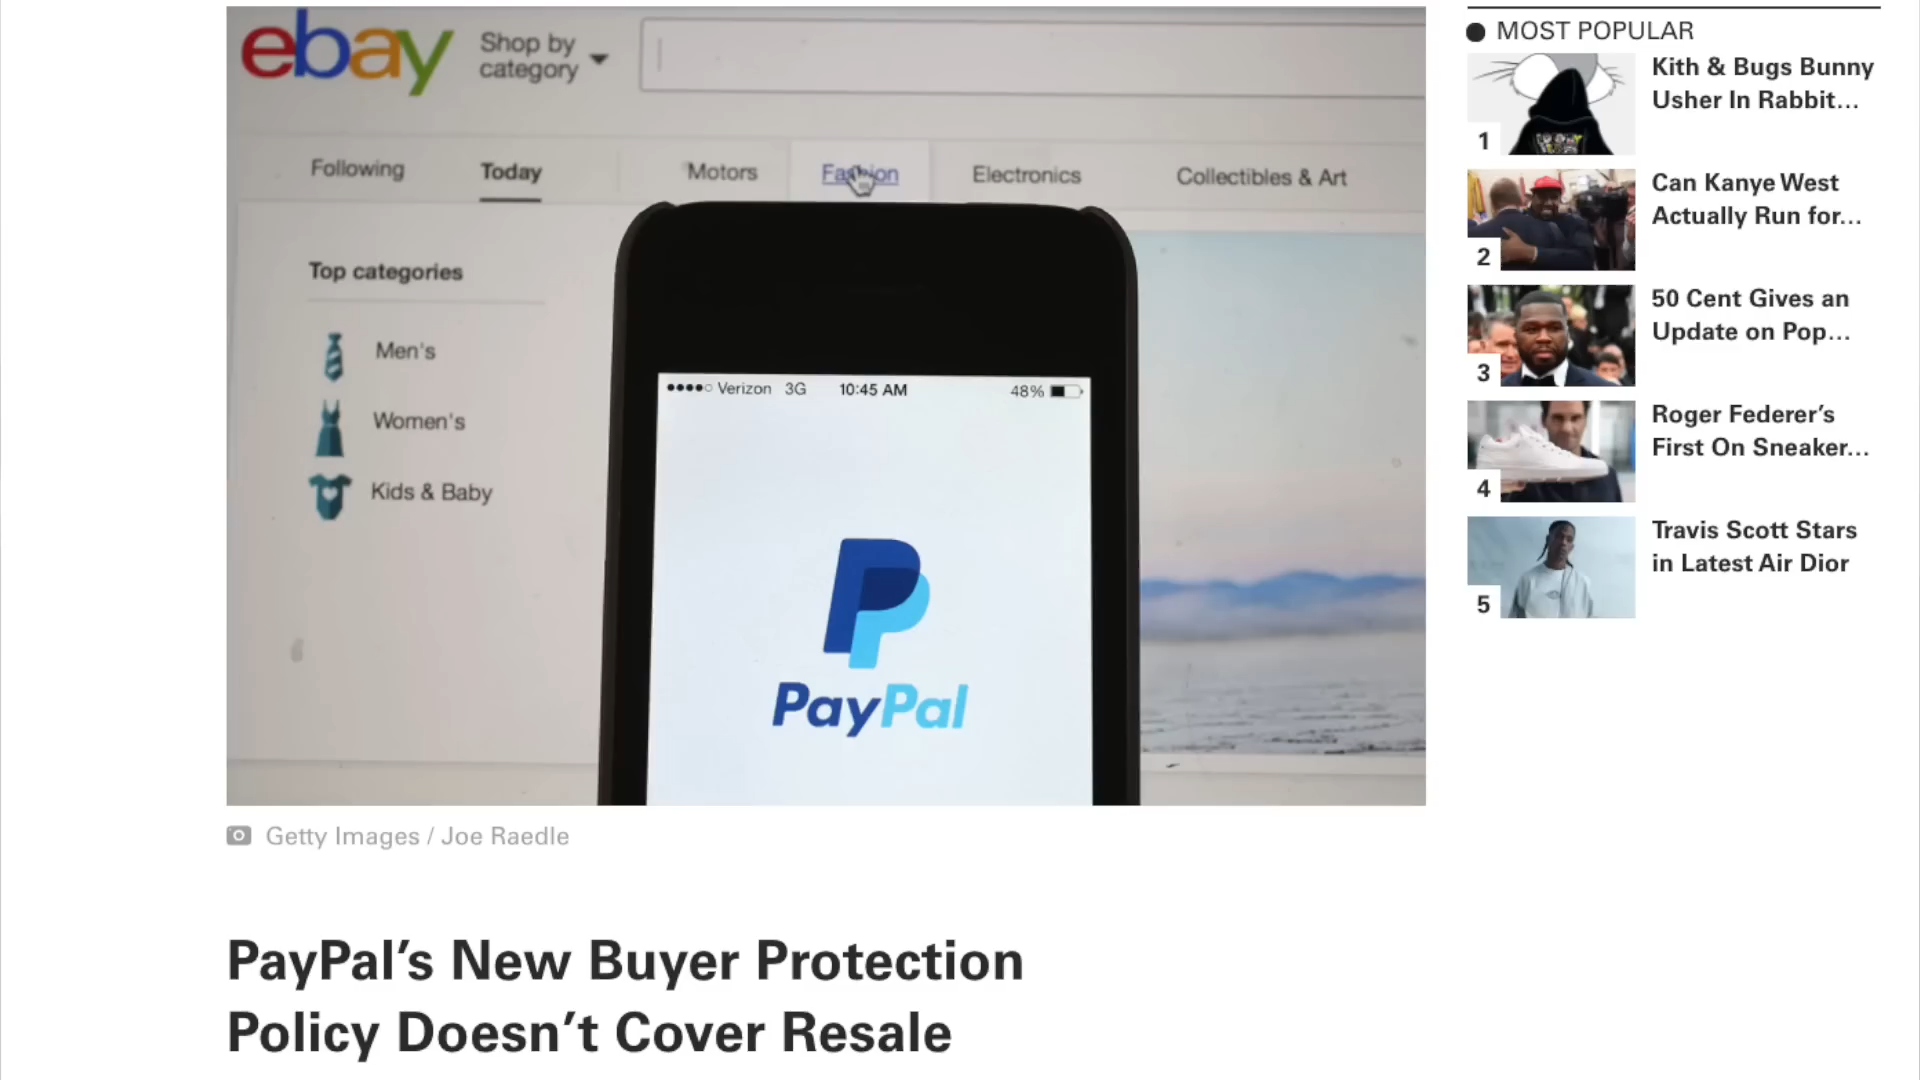 ebay
Shop by
category
Following
Today
Motors
Fashion
Electronics
Collectibles & Art
Top categories
Men's
Women's
Kids & Baby
Verizon 3G 10:45 AM 48%
PayPal
Getty Images / Joe Raedle
PayPal’s New Buyer Protection
Policy Doesn’t Cover Resale
MOST POPULAR
Kith & Bugs Bunny
Usher In Rabbit...
1
Can Kanye West
Actually Run for...
2
50 Cent Gives an
Update on Pop...
3
Roger Federer’s
First On Sneaker...
4
Travis Scott Stars
in Latest Air Dior
5